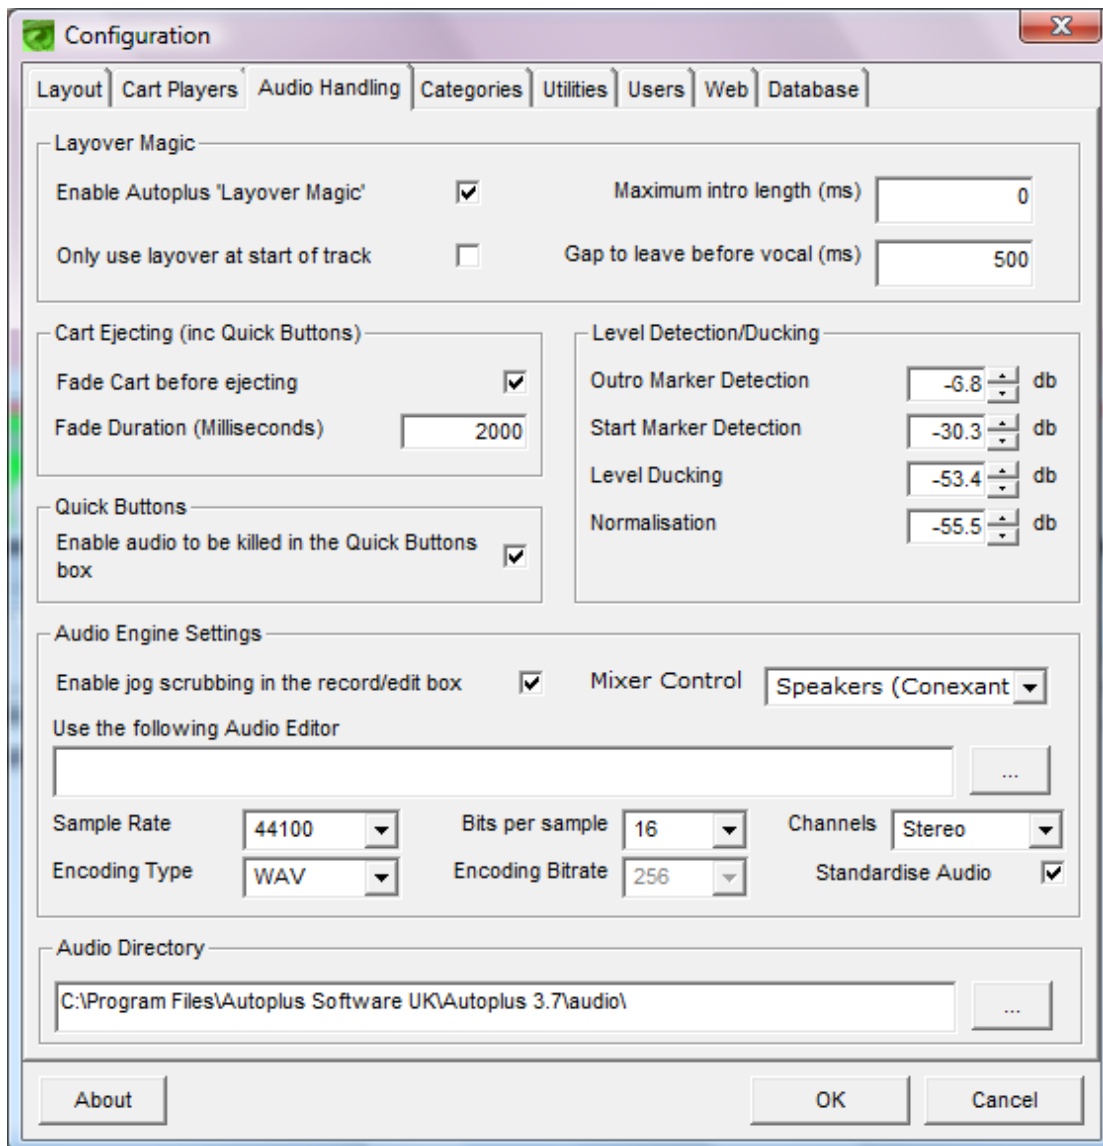 Configuration
Layout Cart Players Audio Handling Categories Utilities Users Web Database
Layover Magic
Enable Autoplus 'Layover Magic' Maximum intro length (ms) 0
Only use layover at start of track Gap to leave before vocal (ms) 500
Cart Ejecting (inc Quick Buttons)
Fade Cart before ejecting
Fade Duration (Milliseconds) 2000
Quick Buttons
Enable audio to be killed in the Quick Buttons
box
Level Detection/Ducking
Outro Marker Detection -6.8 db
Start Marker Detection -30.3 db
Level Ducking -53.4 db
Normalisation -55.5 db
Audio Engine Settings
Enable jog scrubbing in the record/edit box Mixer Control Speakers (Conexant
Use the following Audio Editor
...
Sample Rate 44100 Bits per sample 16 Channels Stereo
Encoding Type WAV Encoding Bitrate 256 Standardise Audio
Audio Directory
C:\Program Files\Autoplus Software UK\Autoplus 3.7\audio\ ...
About OK Cancel